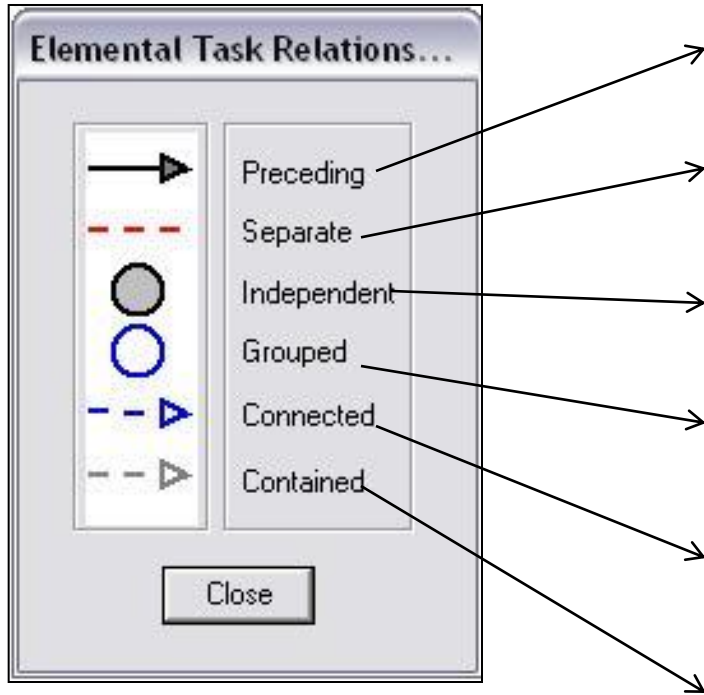 Elemental Task Relations...
Preceding
Separate
Independent
Grouped
Connected
Contained
Close